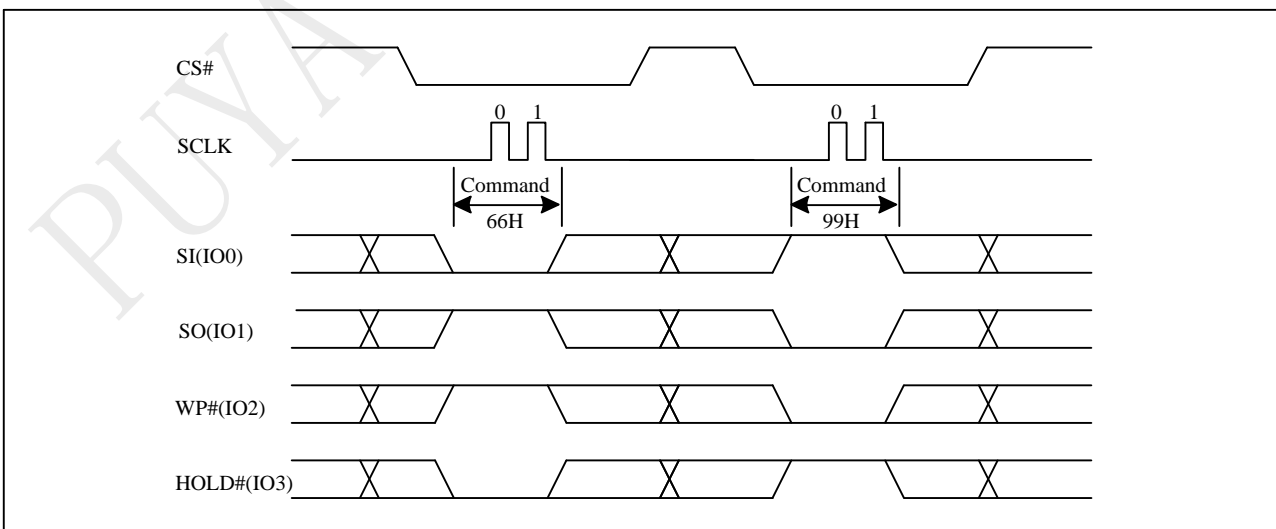 PUYA
CS#
0 1 0 1
SCLK
Command Command
66H 99H
SI(IO0)
SO(IO1)
WP#(IO2)
HOLD#(IO3)